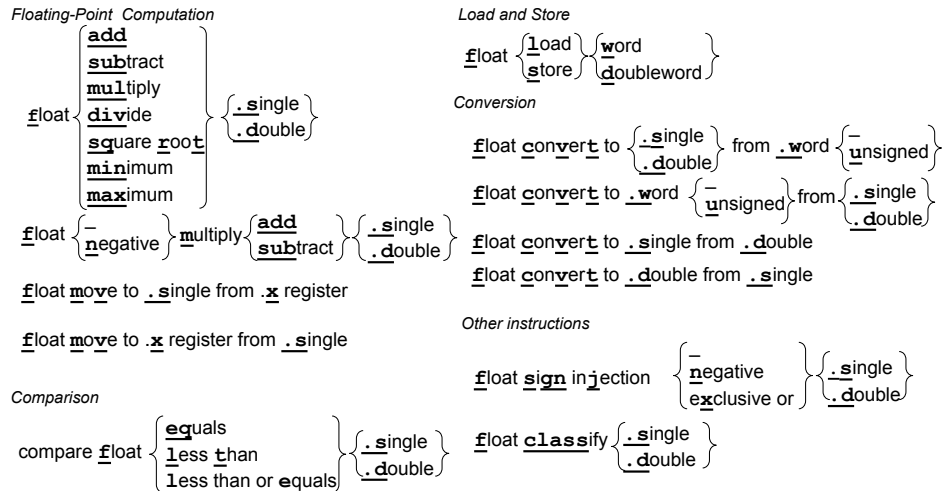 Floating-Point Computation
float
add
subtract
multiply
divide
square root
minimum
maximum
.single
.double
float
–
negative
multiply
add
subtract
.single
.double
float move to .single from .x register
float move to .x register from .single
Comparison
compare float
equals
less than
less than or equals
.single
.double
Load and Store
float
load
store
word
doubleword
Conversion
float convert to
.single
.double
from .word
–
unsigned
float convert to .word
–
unsigned
from
.single
.double
float convert to .single from .double
float convert to .double from .single
Other instructions
float sign injection
–
negative
exclusive or
.single
.double
float classify
.single
.double